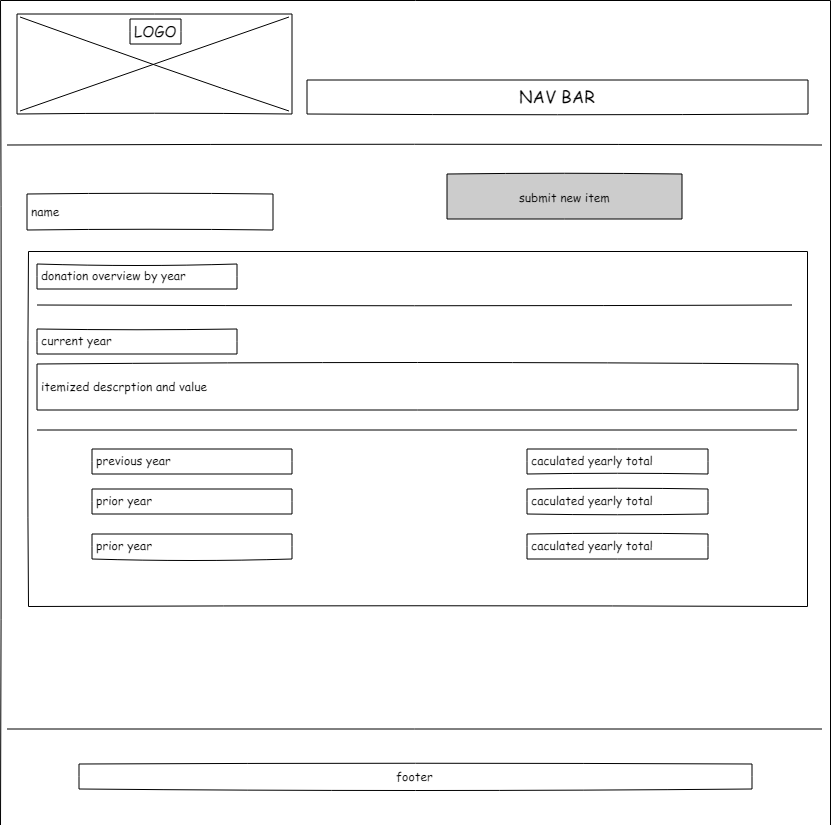 LOGO
NAV BAR
name
submit new item
donation overview by year
current year
itemized descrption and value
previous year
caculated yearly total
prior year
caculated yearly total
prior year
caculated yearly total
footer